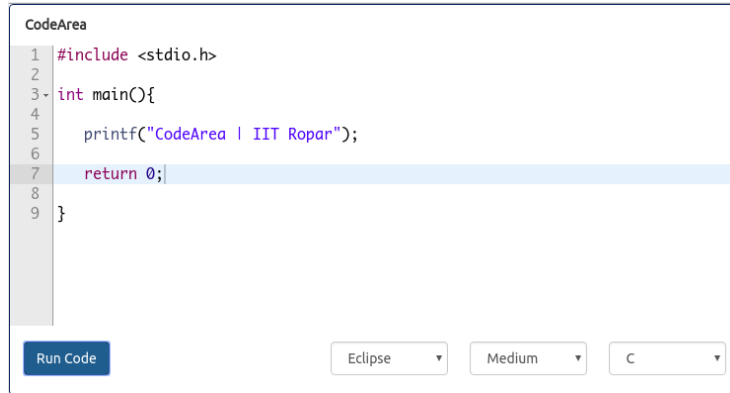 CodeArea
1 #include <stdio.h>
2
3 int main(){
4
5 printf("CodeArea | IIT Ropar");
6
7 return 0;
8
9 }
Run Code Eclipse Medium C